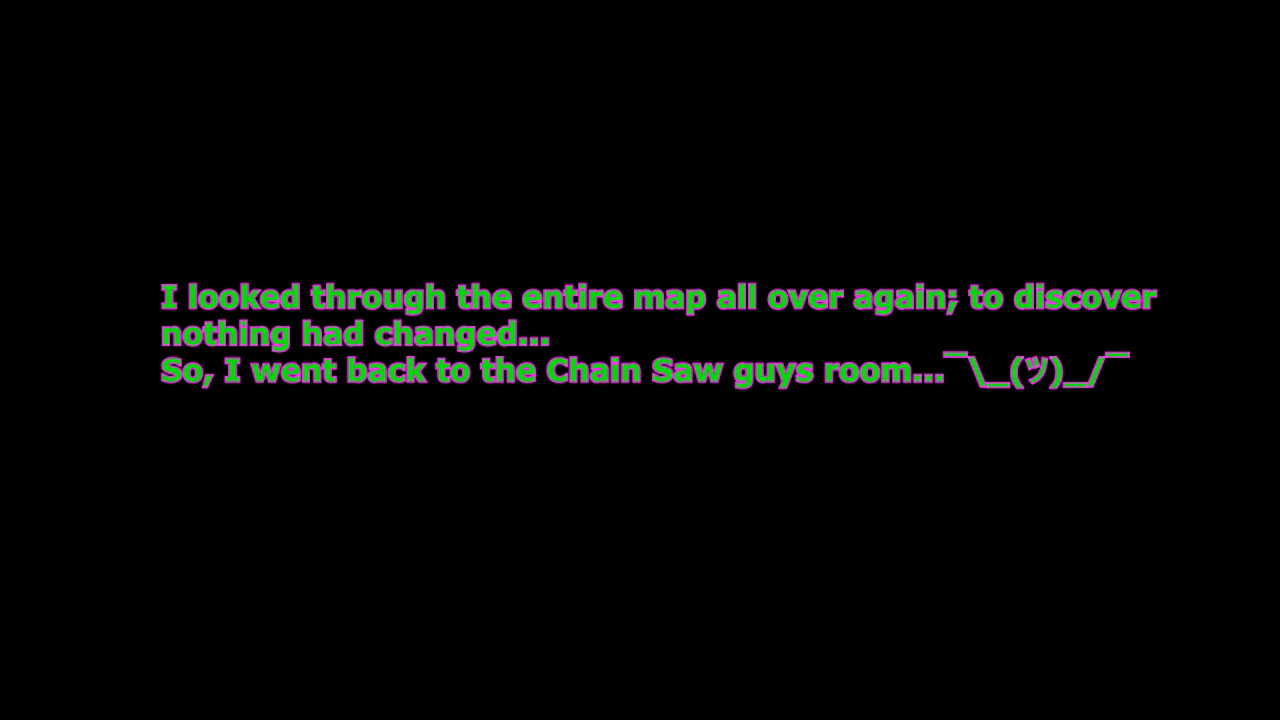 I looked through the entire map all over again; to discover
nothing had changed...
So, I went back to the Chain Saw guys room...¯\_(ツ)_/¯